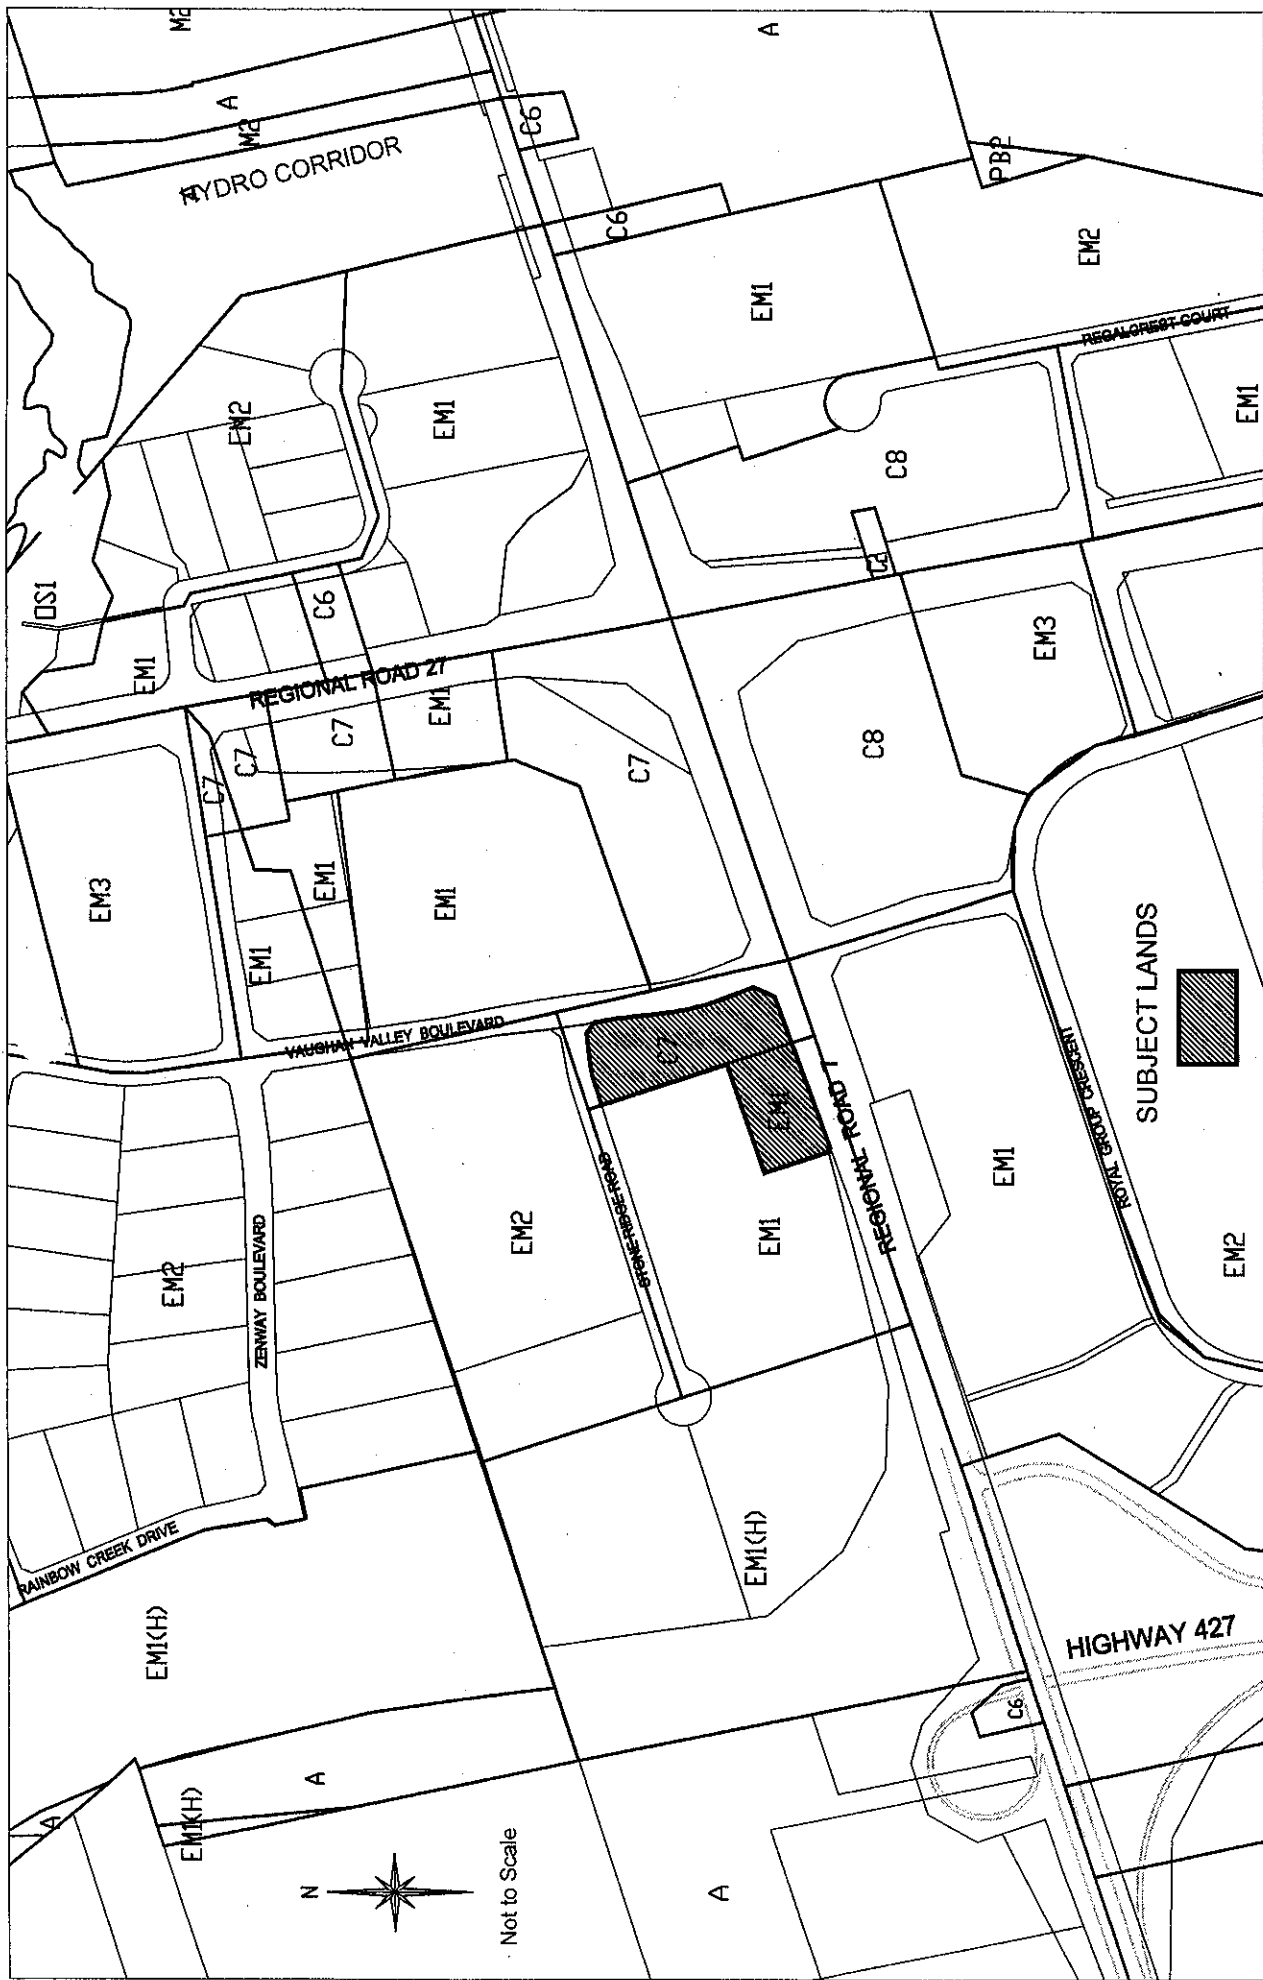 M2
A
M2
HYDRO CORRIDOR
A
A
C6
C6
PB2
EM2
EM1
REGALCREST COURT
EM1
EM2
EM1
C8
C2
OS1
EM1
C6
REGIONAL ROAD 27
EM1
C7
C7
C7
C7
EM3
C8
EM3
EM1
EM1
EM1
VAUGHAN VALLEY BOULEVARD
C7
EM1
REGIONAL ROAD 7
SUBJECT LANDS
ROYAL GROUP CRESCENT
EM1
EM2
STONE RIDGE ROAD
EM1
EM2
EM2
ZENWAY BOULEVARD
RAINBOW CREEK DRIVE
EM1(H)
EM1(H)
HIGHWAY 427
C6
A
EM1(H)
A
A
N
Not to Scale